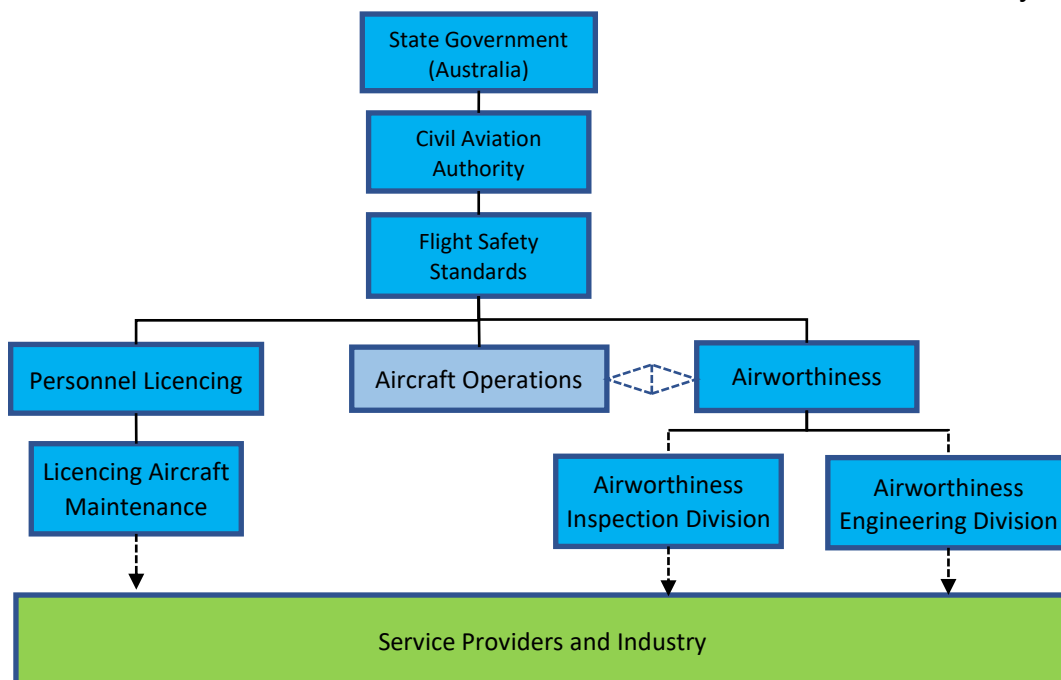 State Government
(Australia)
Civil Aviation
Authority
Flight Safety
Standards
Personnel Licencing
Aircraft Operations
Airworthiness
Licencing Aircraft
Maintenance
Airworthiness
Inspection Division
Airworthiness
Engineering Division
Service Providers and Industry